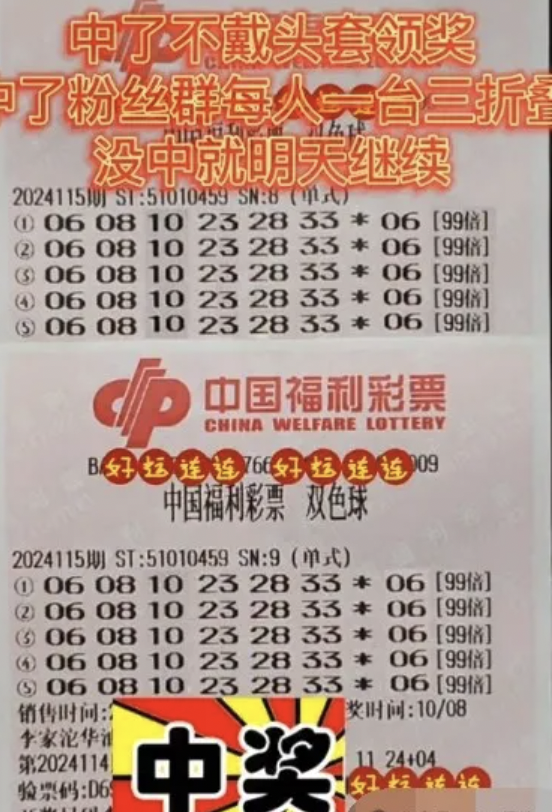 中了不戴头套领奖
中了粉丝群每人一台三折叠
没中就明天继续
双色球
2024115期 ST:51010459 SN:8 (单式)
① 06 08 10 23 28 33 * 06 [99倍]
② 06 08 10 23 28 33 * 06 [99倍]
③ 06 08 10 23 28 33 * 06 [99倍]
④ 06 08 10 23 28 33 * 06 [99倍]
⑤ 06 08 10 23 28 33 * 06 [99倍]
中国福利彩票
CHINA WELFARE LOTTERY
好运连连 766 好运连连 009
中国福利彩票 双色球
2024115期 ST:51010459 SN:9 (单式)
① 06 08 10 23 28 33 * 06 [99倍]
② 06 08 10 23 28 33 * 06 [99倍]
③ 06 08 10 23 28 33 * 06 [99倍]
④ 06 08 10 23 28 33 * 06 [99倍]
⑤ 06 08 10 23 28 33 * 06 [99倍]
销售时间: 奖时间:10/08
李家沱华
第2024114 11 24+04
验票码:D6 好运连连
中奖